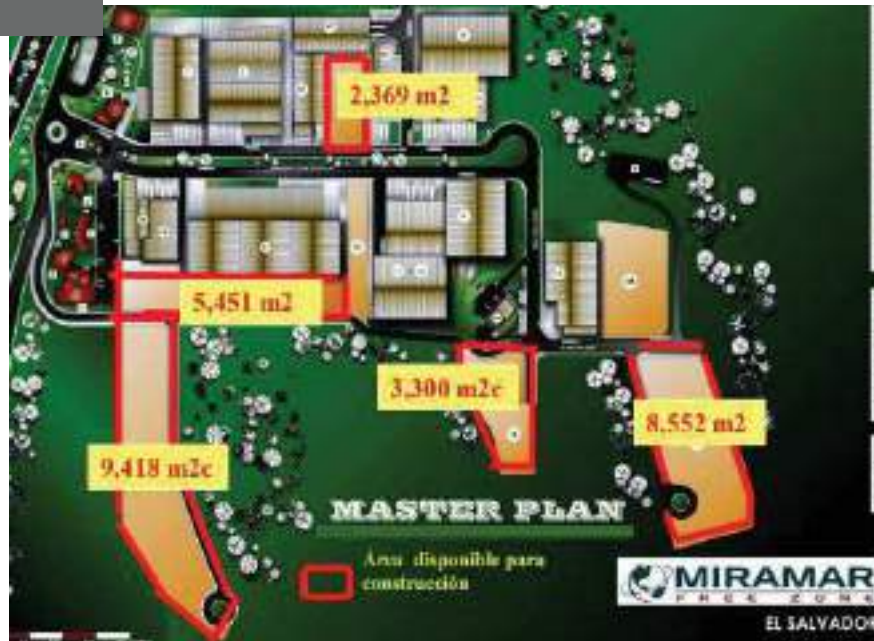 2,369 m2
5,451 m2
3,300 m2c
8,552 m2
9,418 m2c
MASTER PLAN
Área disponible para
construcción
MIRAMAR
FREE ZONE
EL SALVADOR